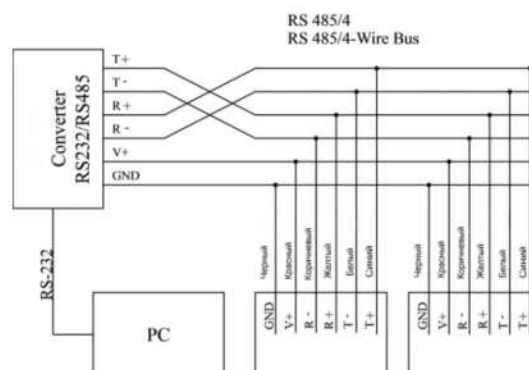 RS 485/4
RS 485/4-Wire Bus
Converter
RS232/RS485
T+
T -
R +
R -
V+
GND
RS-232
PC
Черный
Красный
Коричневый
Желтый
Белый
Синий
GND
V+
R -
R +
T -
T+
Черный
Красный
Коричневый
Желтый
Белый
Синий
GND
V+
R -
R +
T -
T+